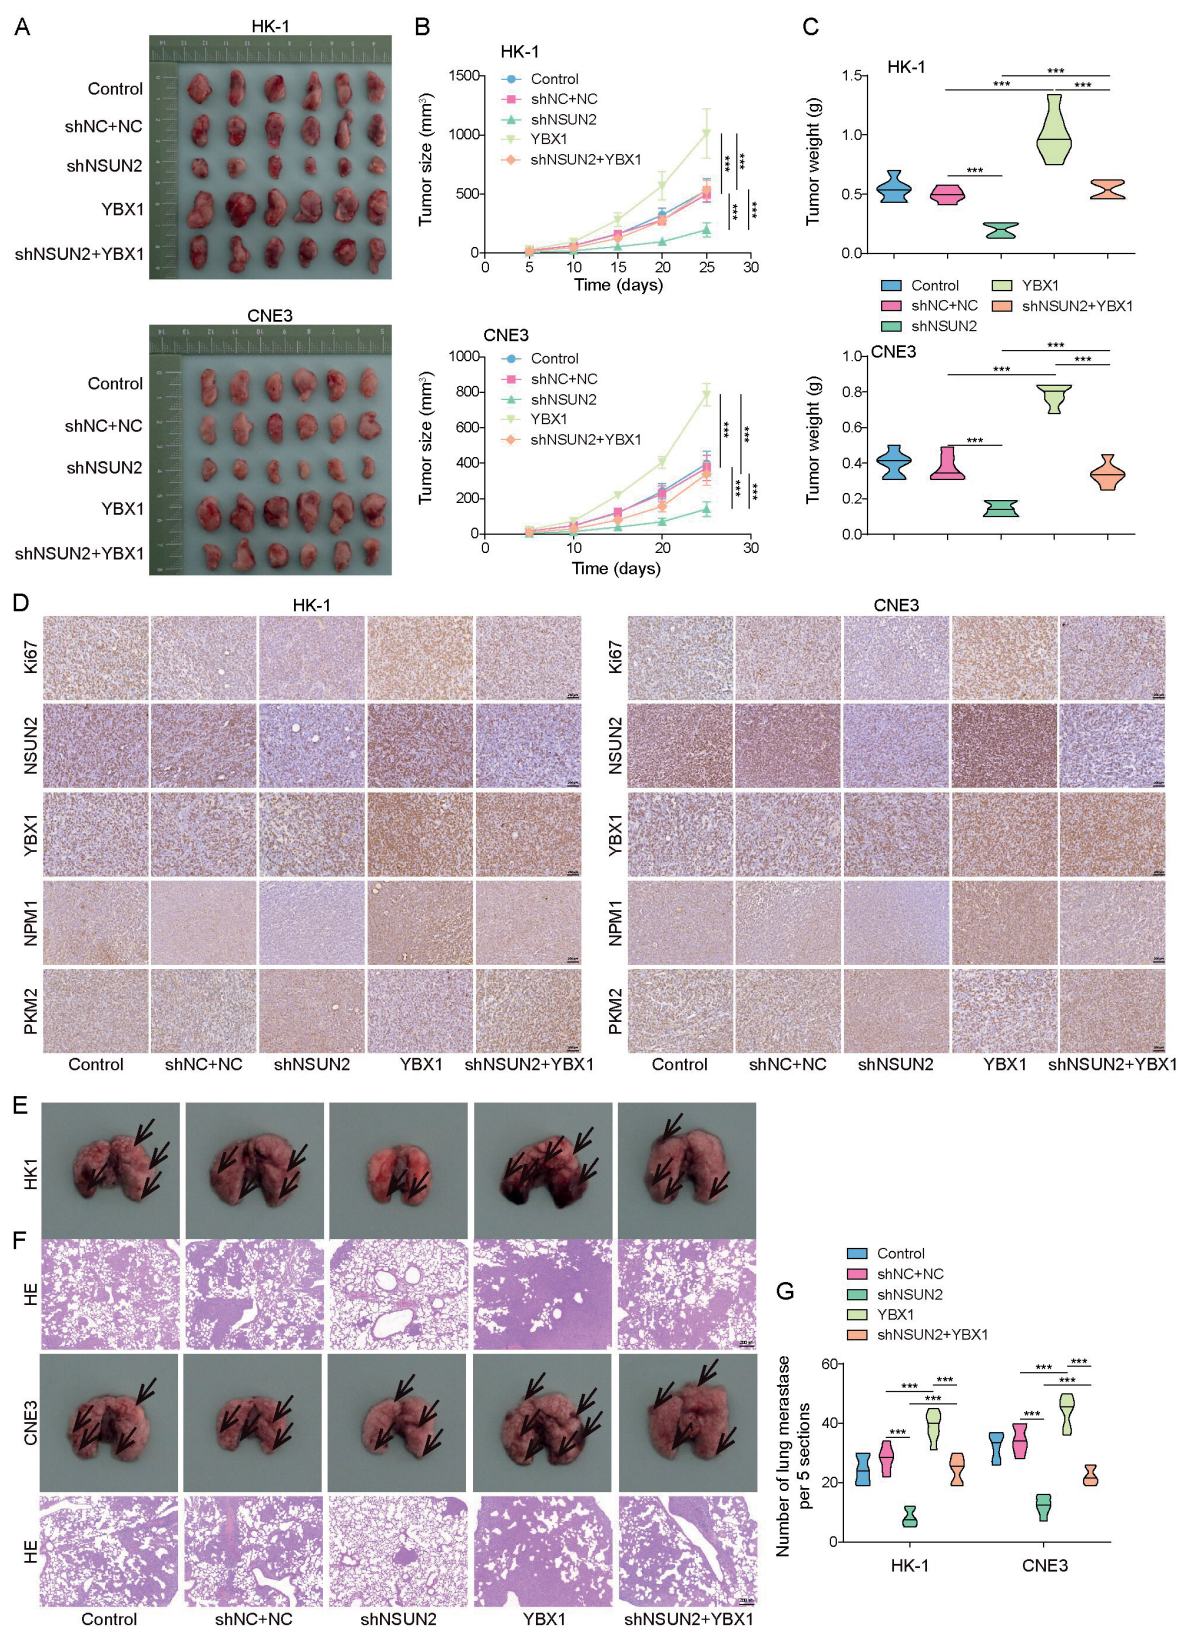 A
HK-1
Control
shNC+NC
shNSUN2
YBX1
shNSUN2+YBX1
CNE3
Control
shNC+NC
shNSUN2
YBX1
shNSUN2+YBX1
B
HK-1
Control
shNC+NC
shNSUN2
YBX1
shNSUN2+YBX1
Tumor size (mm³)
1500
1000
500
0
0 5 10 15 20 25 30
Time (days)
*** ***
*** ***
CNE3
Control
shNC+NC
shNSUN2
YBX1
shNSUN2+YBX1
Tumor size (mm³)
1000
800
600
400
200
0
0 5 10 15 20 25 30
Time (days)
*** ***
*** ***
C
HK-1
Tumor weight (g)
1.5
1.0
0.5
0.0
***
*** ***
***
Control
shNC+NC
shNSUN2
YBX1
shNSUN2+YBX1
CNE3
Tumor weight (g)
1.0
0.8
0.6
0.4
0.2
0.0
***
***
***
***
D
HK-1
CNE3
Ki67
NSUN2
YBX1
NPM1
PKM2
Control shNC+NC shNSUN2 YBX1 shNSUN2+YBX1
Ki67
NSUN2
YBX1
NPM1
PKM2
Control shNC+NC shNSUN2 YBX1 shNSUN2+YBX1
E
HK1
F
HE
CNE3
HE
Control shNC+NC shNSUN2 YBX1 shNSUN2+YBX1
G
Control
shNC+NC
shNSUN2
YBX1
shNSUN2+YBX1
Number of lung merastase
per 5 sections
60
40
20
0
*** ***
***
***
*** ***
***
***
HK-1 CNE3